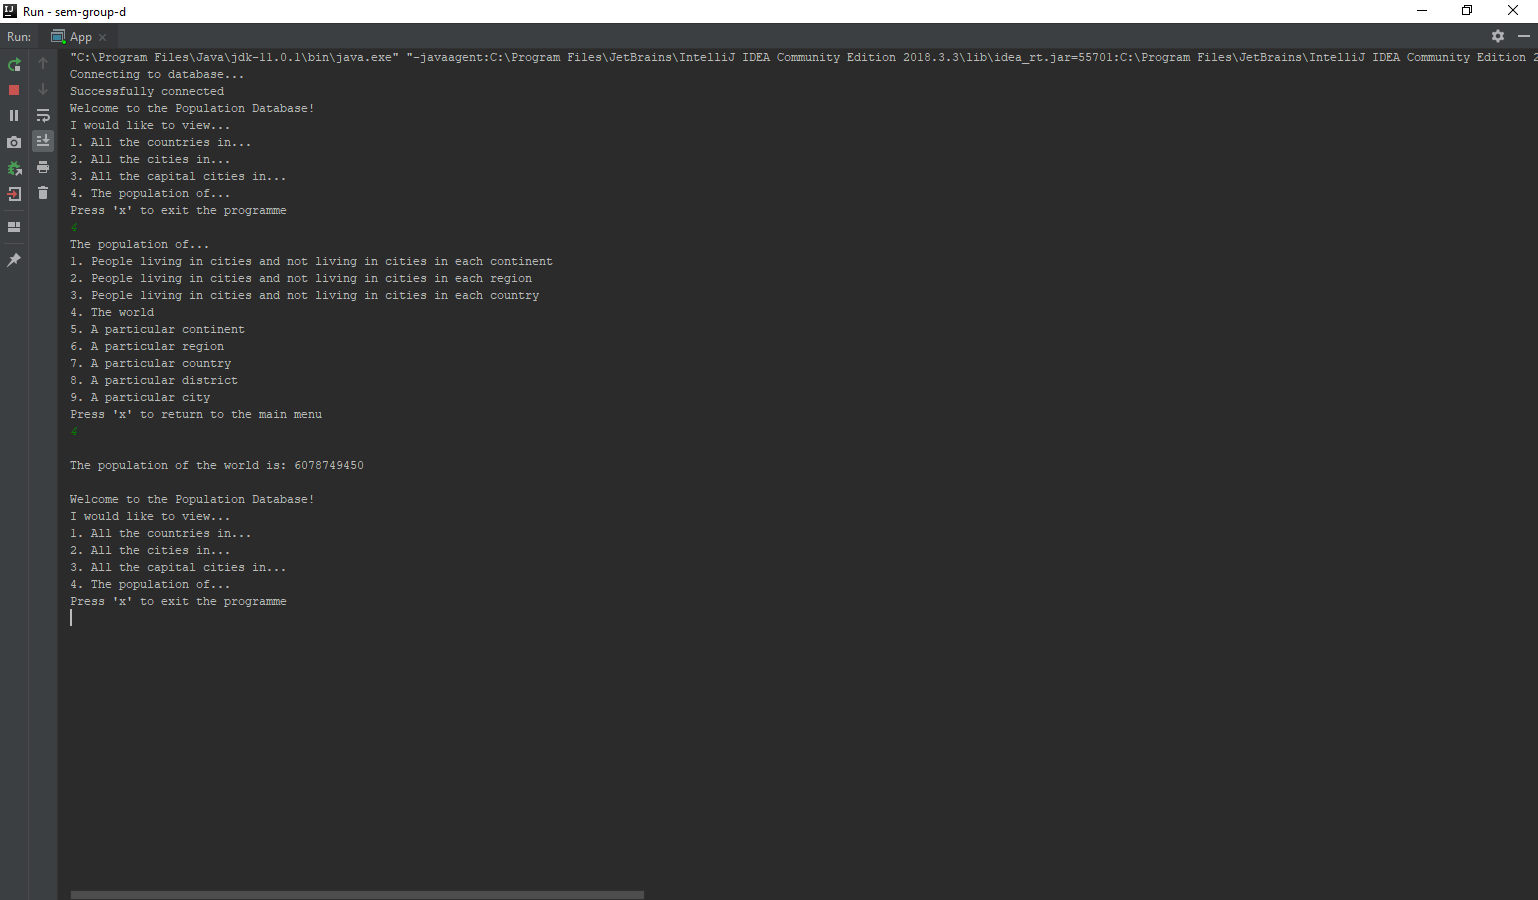 Run - sem-group-d
Run: App
"C:\Program Files\Java\jdk-11.0.1\bin\java.exe" "-javaagent:C:\Program Files\JetBrains\IntelliJ IDEA Community Edition 2018.3.3\lib\idea_rt.jar=55701:C:\Program Files\JetBrains\IntelliJ IDEA Community Edition 2
Connecting to database...
Successfully connected
Welcome to the Population Database!
I would like to view...
1. All the countries in...
2. All the cities in...
3. All the capital cities in...
4. The population of...
Press 'x' to exit the programme
4
The population of...
1. People living in cities and not living in cities in each continent
2. People living in cities and not living in cities in each region
3. People living in cities and not living in cities in each country
4. The world
5. A particular continent
6. A particular region
7. A particular country
8. A particular district
9. A particular city
Press 'x' to return to the main menu
4
The population of the world is: 6078749450
Welcome to the Population Database!
I would like to view...
1. All the countries in...
2. All the cities in...
3. All the capital cities in...
4. The population of...
Press 'x' to exit the programme